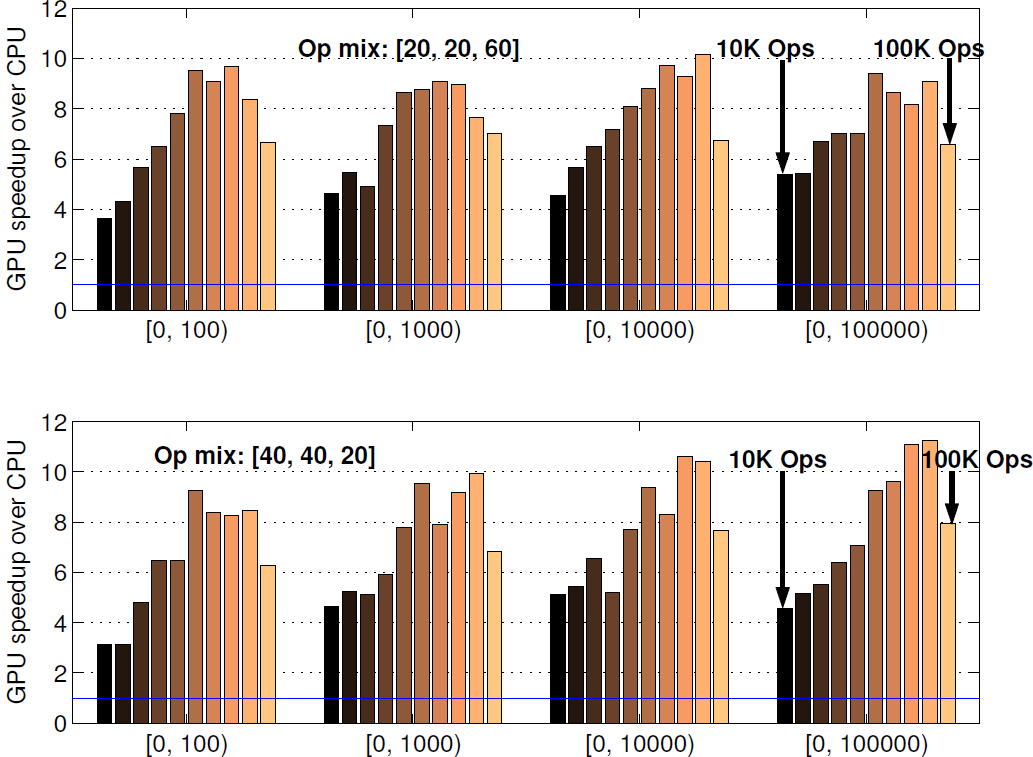 GPU speedup over CPU
12
10
8
6
4
2
0
Op mix: [20, 20, 60]
10K Ops
100K Ops
[0, 100)
[0, 1000)
[0, 10000)
[0, 100000)
GPU speedup over CPU
12
10
8
6
4
2
0
Op mix: [40, 40, 20]
10K Ops
100K Ops
[0, 100)
[0, 1000)
[0, 10000)
[0, 100000)